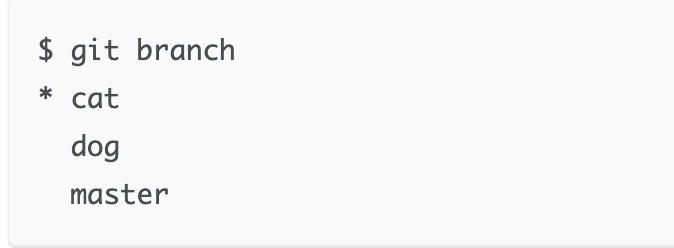 $ git branch
* cat
  dog
  master